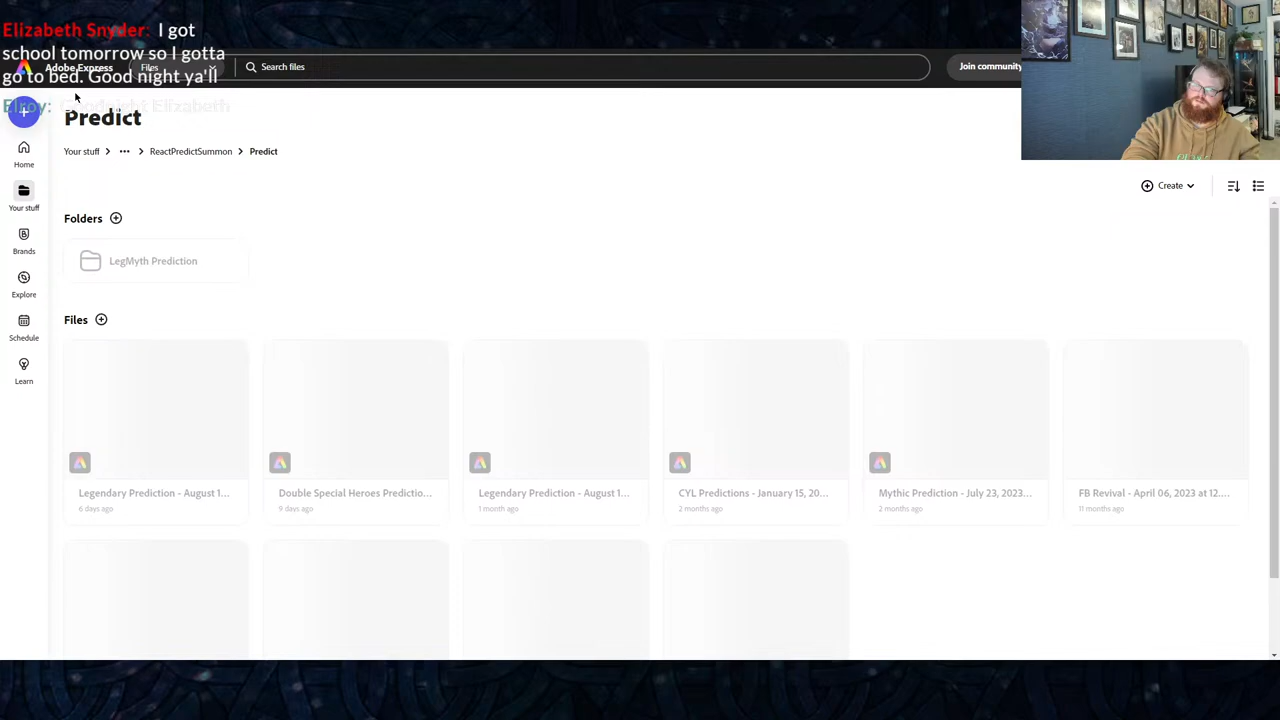 Elizabeth Snyder: I got
school tomorrow so I gotta
go to bed. Good night ya'll
Elroy: Goodnight Elizabeth
Adobe Express
Files
Search files
Join community
Predict
Your stuff > ... > ReactPredictSummon > Predict
Create
Home
Your stuff
Brands
Explore
Schedule
Learn
Folders
LegMyth Prediction
Files
Legendary Prediction - August 1...
6 days ago
Double Special Heroes Predictio...
9 days ago
Legendary Prediction - August 1...
1 month ago
CYL Predictions - January 15, 20...
2 months ago
Mythic Prediction - July 23, 2023...
2 months ago
FB Revival - April 06, 2023 at 12....
11 months ago